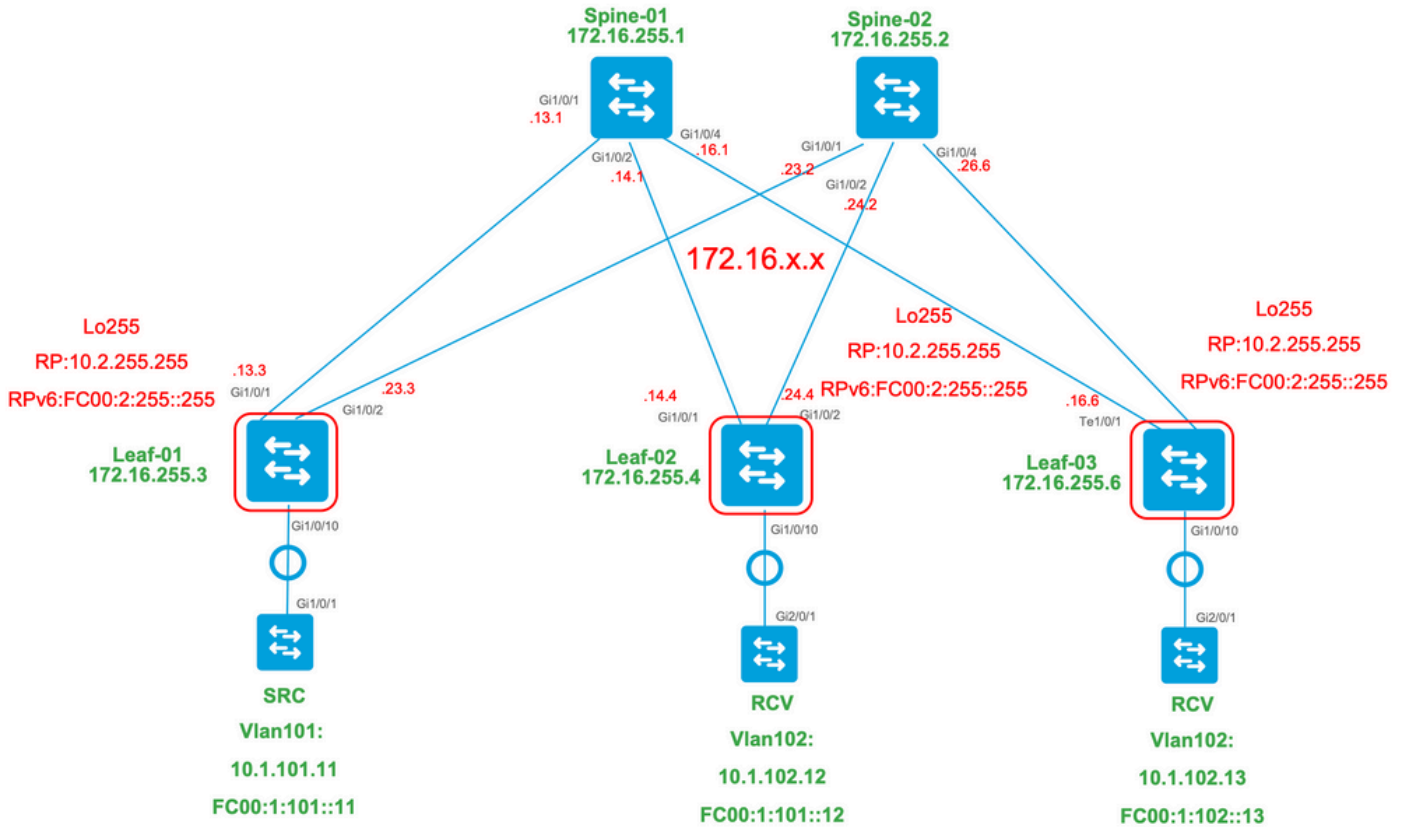 Spine-01
172.16.255.1
Spine-02
172.16.255.2
Gi1/0/1
.13.1
Gi1/0/2
.14.1
Gi1/0/4
.16.1
Gi1/0/1
.23.2
Gi1/0/2
.24.2
Gi1/0/4
.26.6
172.16.x.x
Lo255
RP:10.2.255.255
RPv6:FC00:2:255::255
.13.3
Gi1/0/1
.23.3
Gi1/0/2
Leaf-01
172.16.255.3
Lo255
RP:10.2.255.255
RPv6:FC00:2:255::255
.14.4
Gi1/0/1
.24.4
Gi1/0/2
Leaf-02
172.16.255.4
Lo255
RP:10.2.255.255
RPv6:FC00:2:255::255
.16.6
Te1/0/1
Leaf-03
172.16.255.6
Gi1/0/10
Gi1/0/1
SRC
Vlan101:
10.1.101.11
FC00:1:101::11
Gi1/0/10
Gi2/0/1
RCV
Vlan102:
10.1.102.12
FC00:1:101::12
Gi1/0/10
Gi2/0/1
RCV
Vlan102:
10.1.102.13
FC00:1:102::13